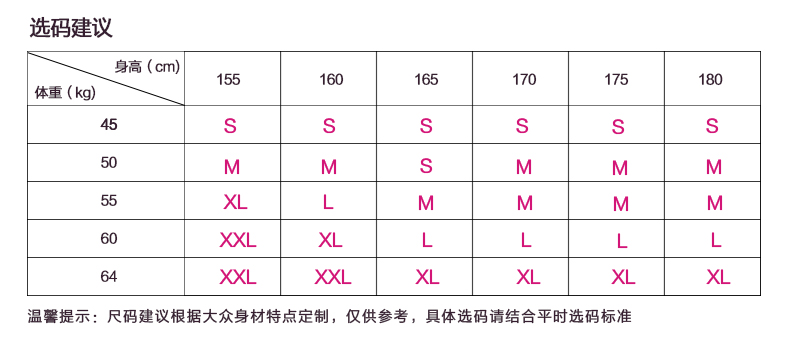 选码建议
身高（cm）
体重（kg）
155 160 165 170 175 180
45 S S S S S S
50 M M S M M M
55 XL L M M M M
60 XXL XL L L L L
64 XXL XXL XL XL XL XL
温馨提示：尺码建议根据大众身材特点定制，仅供参考，具体选码请结合平时选码标准